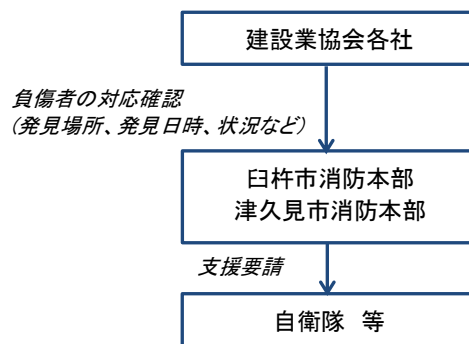 建設業協会各社
負傷者の対応確認
(発見場所、発見日時、状況など)
臼杵市消防本部
津久見市消防本部
支援要請
自衛隊　等